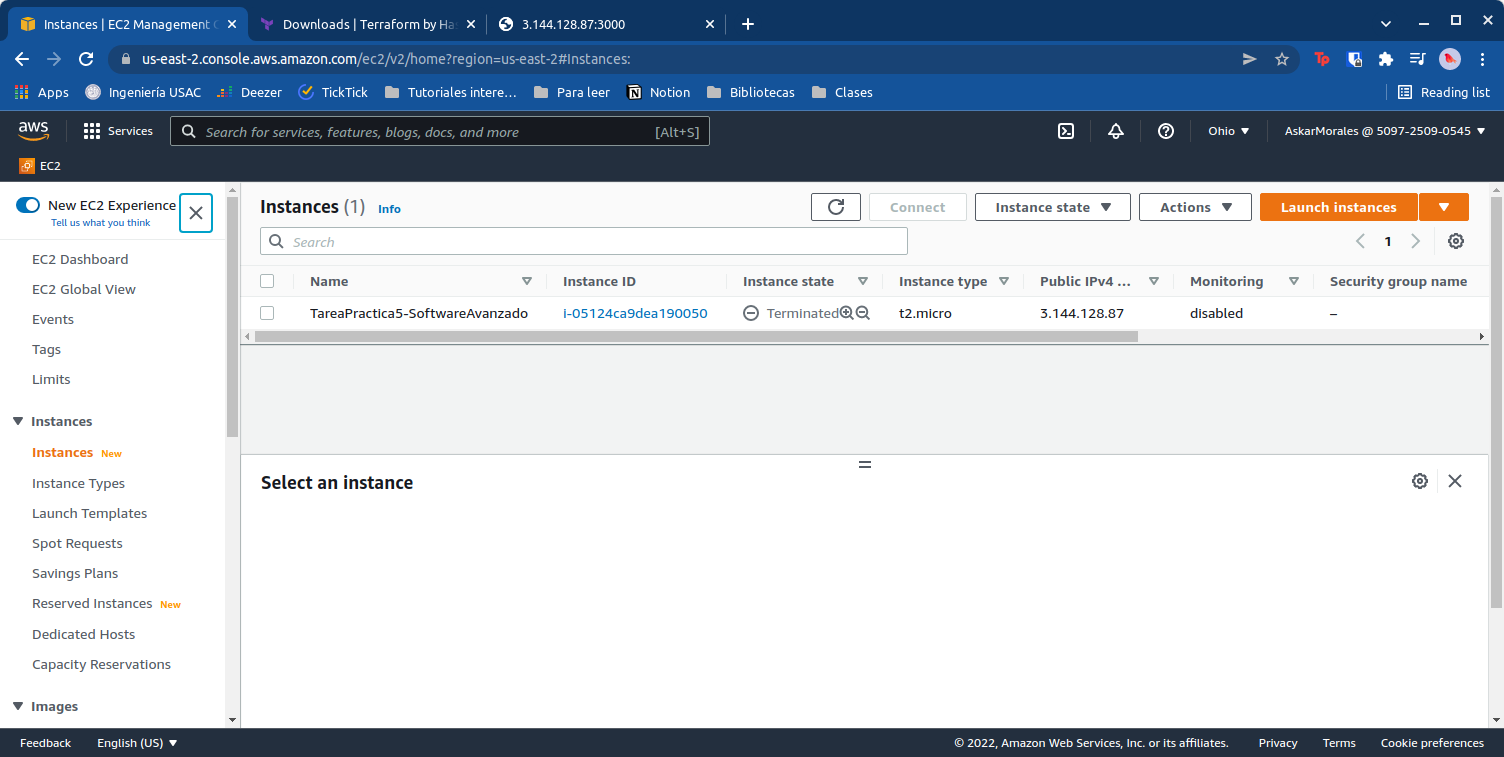 Instances | EC2 Management C
Downloads | Terraform by Has
3.144.128.87:3000
us-east-2.console.aws.amazon.com/ec2/v2/home?region=us-east-2#Instances:
Tp
Apps
Ingeniería USAC
Deezer
TickTick
Tutoriales intere…
Para leer
Notion
Bibliotecas
Clases
Reading list
aws
Services
Search for services, features, blogs, docs, and more
[Alt+S]
Ohio
AskarMorales @ 5097-2509-0545
EC2
New EC2 Experience
Tell us what you think
EC2 Dashboard
EC2 Global View
Events
Tags
Limits
Instances
Instances New
Instance Types
Launch Templates
Spot Requests
Savings Plans
Reserved Instances New
Dedicated Hosts
Capacity Reservations
Images
Instances (1) Info
Connect
Instance state
Actions
Launch instances
Search
1
Name Instance ID Instance state Instance type Public IPv4 ... Monitoring Security group name
TareaPractica5-SoftwareAvanzado i-05124ca9dea190050 Terminated t2.micro 3.144.128.87 disabled –
Select an instance
Feedback English (US) © 2022, Amazon Web Services, Inc. or its affiliates. Privacy Terms Cookie preferences